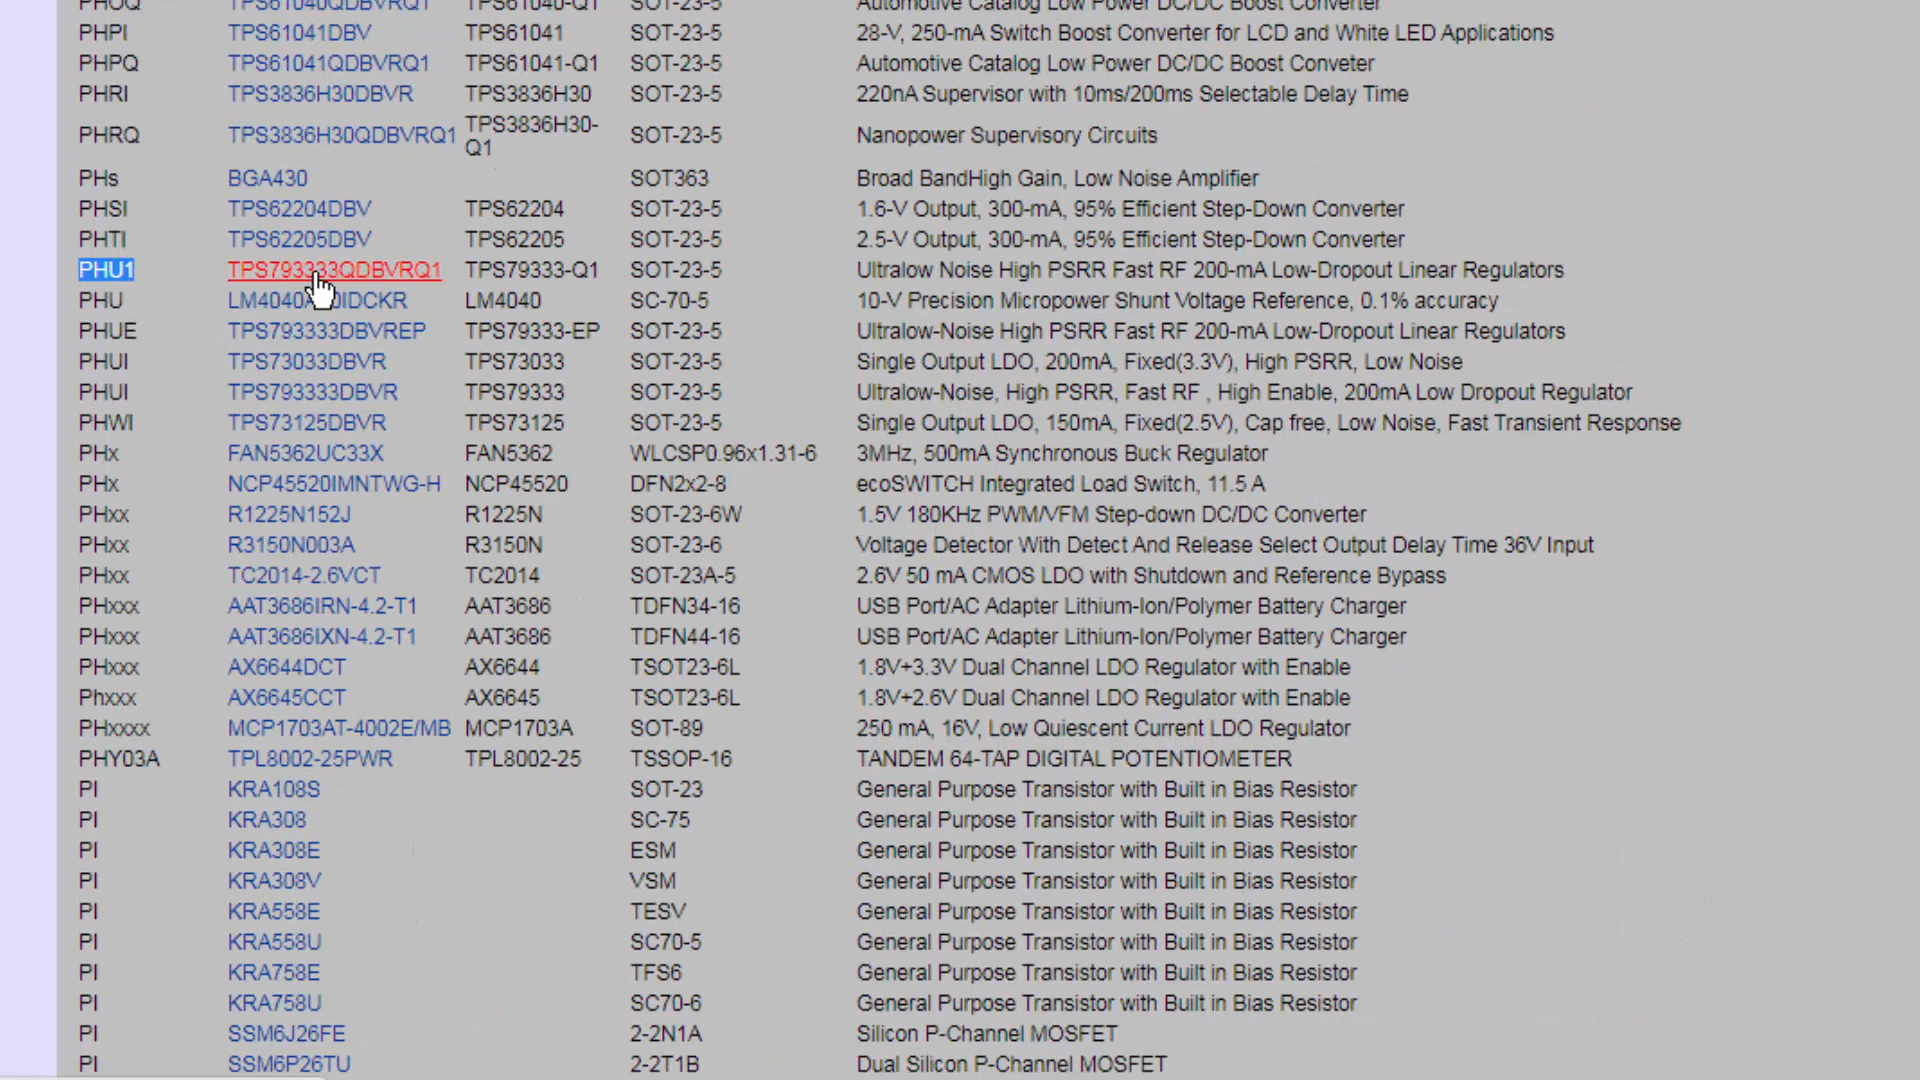 PHOQ TPS61040QDBVRQ1 TPS61040-Q1 SOT-23-5 Automotive Catalog Low Power DC/DC Boost Converter
PHPI TPS61041DBV TPS61041 SOT-23-5 28-V, 250-mA Switch Boost Converter for LCD and White LED Applications
PHPQ TPS61041QDBVRQ1 TPS61041-Q1 SOT-23-5 Automotive Catalog Low Power DC/DC Boost Conveter
PHRI TPS3836H30DBVR TPS3836H30 SOT-23-5 220nA Supervisor with 10ms/200ms Selectable Delay Time
PHRQ TPS3836H30QDBVRQ1 TPS3836H30-Q1 SOT-23-5 Nanopower Supervisory Circuits
PHs BGA430 SOT363 Broad BandHigh Gain, Low Noise Amplifier
PHSI TPS62204DBV TPS62204 SOT-23-5 1.6-V Output, 300-mA, 95% Efficient Step-Down Converter
PHTI TPS62205DBV TPS62205 SOT-23-5 2.5-V Output, 300-mA, 95% Efficient Step-Down Converter
PHU1 TPS793333QDBVRQ1 TPS79333-Q1 SOT-23-5 Ultralow Noise High PSRR Fast RF 200-mA Low-Dropout Linear Regulators
PHU LM4040 SC-70-5 10-V Precision Micropower Shunt Voltage Reference, 0.1% accuracy
PHUE TPS793333DBVREP TPS79333-EP SOT-23-5 Ultralow-Noise High PSRR Fast RF 200-mA Low-Dropout Linear Regulators
PHUI TPS73033DBVR TPS73033 SOT-23-5 Single Output LDO, 200mA, Fixed(3.3V), High PSRR, Low Noise
PHUI TPS793333DBVR TPS79333 SOT-23-5 Ultralow-Noise, High PSRR, Fast RF , High Enable, 200mA Low Dropout Regulator
PHWI TPS73125DBVR TPS73125 SOT-23-5 Single Output LDO, 150mA, Fixed(2.5V), Cap free, Low Noise, Fast Transient Response
PHx FAN5362UC33X FAN5362 WLCSP0.96x1.31-6 3MHz, 500mA Synchronous Buck Regulator
PHx NCP45520IMNTWG-H NCP45520 DFN2x2-8 ecoSWITCH Integrated Load Switch, 11.5 A
PHxx R1225N152J R1225N SOT-23-6W 1.5V 180KHz PWM/VFM Step-down DC/DC Converter
PHxx R3150N003A R3150N SOT-23-6 Voltage Detector With Detect And Release Select Output Delay Time 36V Input
PHxx TC2014-2.6VCT TC2014 SOT-23A-5 2.6V 50 mA CMOS LDO with Shutdown and Reference Bypass
PHxxx AAT3686IRN-4.2-T1 AAT3686 TDFN34-16 USB Port/AC Adapter Lithium-Ion/Polymer Battery Charger
PHxxx AAT3686IXN-4.2-T1 AAT3686 TDFN44-16 USB Port/AC Adapter Lithium-Ion/Polymer Battery Charger
PHxxx AX6644DCT AX6644 TSOT23-6L 1.8V+3.3V Dual Channel LDO Regulator with Enable
Phxxx AX6645CCT AX6645 TSOT23-6L 1.8V+2.6V Dual Channel LDO Regulator with Enable
PHxxxx MCP1703AT-4002E/MB MCP1703A SOT-89 250 mA, 16V, Low Quiescent Current LDO Regulator
PHY03A TPL8002-25PWR TPL8002-25 TSSOP-16 TANDEM 64-TAP DIGITAL POTENTIOMETER
PI KRA108S SOT-23 General Purpose Transistor with Built in Bias Resistor
PI KRA308 SC-75 General Purpose Transistor with Built in Bias Resistor
PI KRA308E ESM General Purpose Transistor with Built in Bias Resistor
PI KRA308V VSM General Purpose Transistor with Built in Bias Resistor
PI KRA558E TESV General Purpose Transistor with Built in Bias Resistor
PI KRA558U SC70-5 General Purpose Transistor with Built in Bias Resistor
PI KRA758E TFS6 General Purpose Transistor with Built in Bias Resistor
PI KRA758U SC70-6 General Purpose Transistor with Built in Bias Resistor
PI SSM6J26FE 2-2N1A Silicon P-Channel MOSFET
PI SSM6P26TU 2-2T1B Dual Silicon P-Channel MOSFET